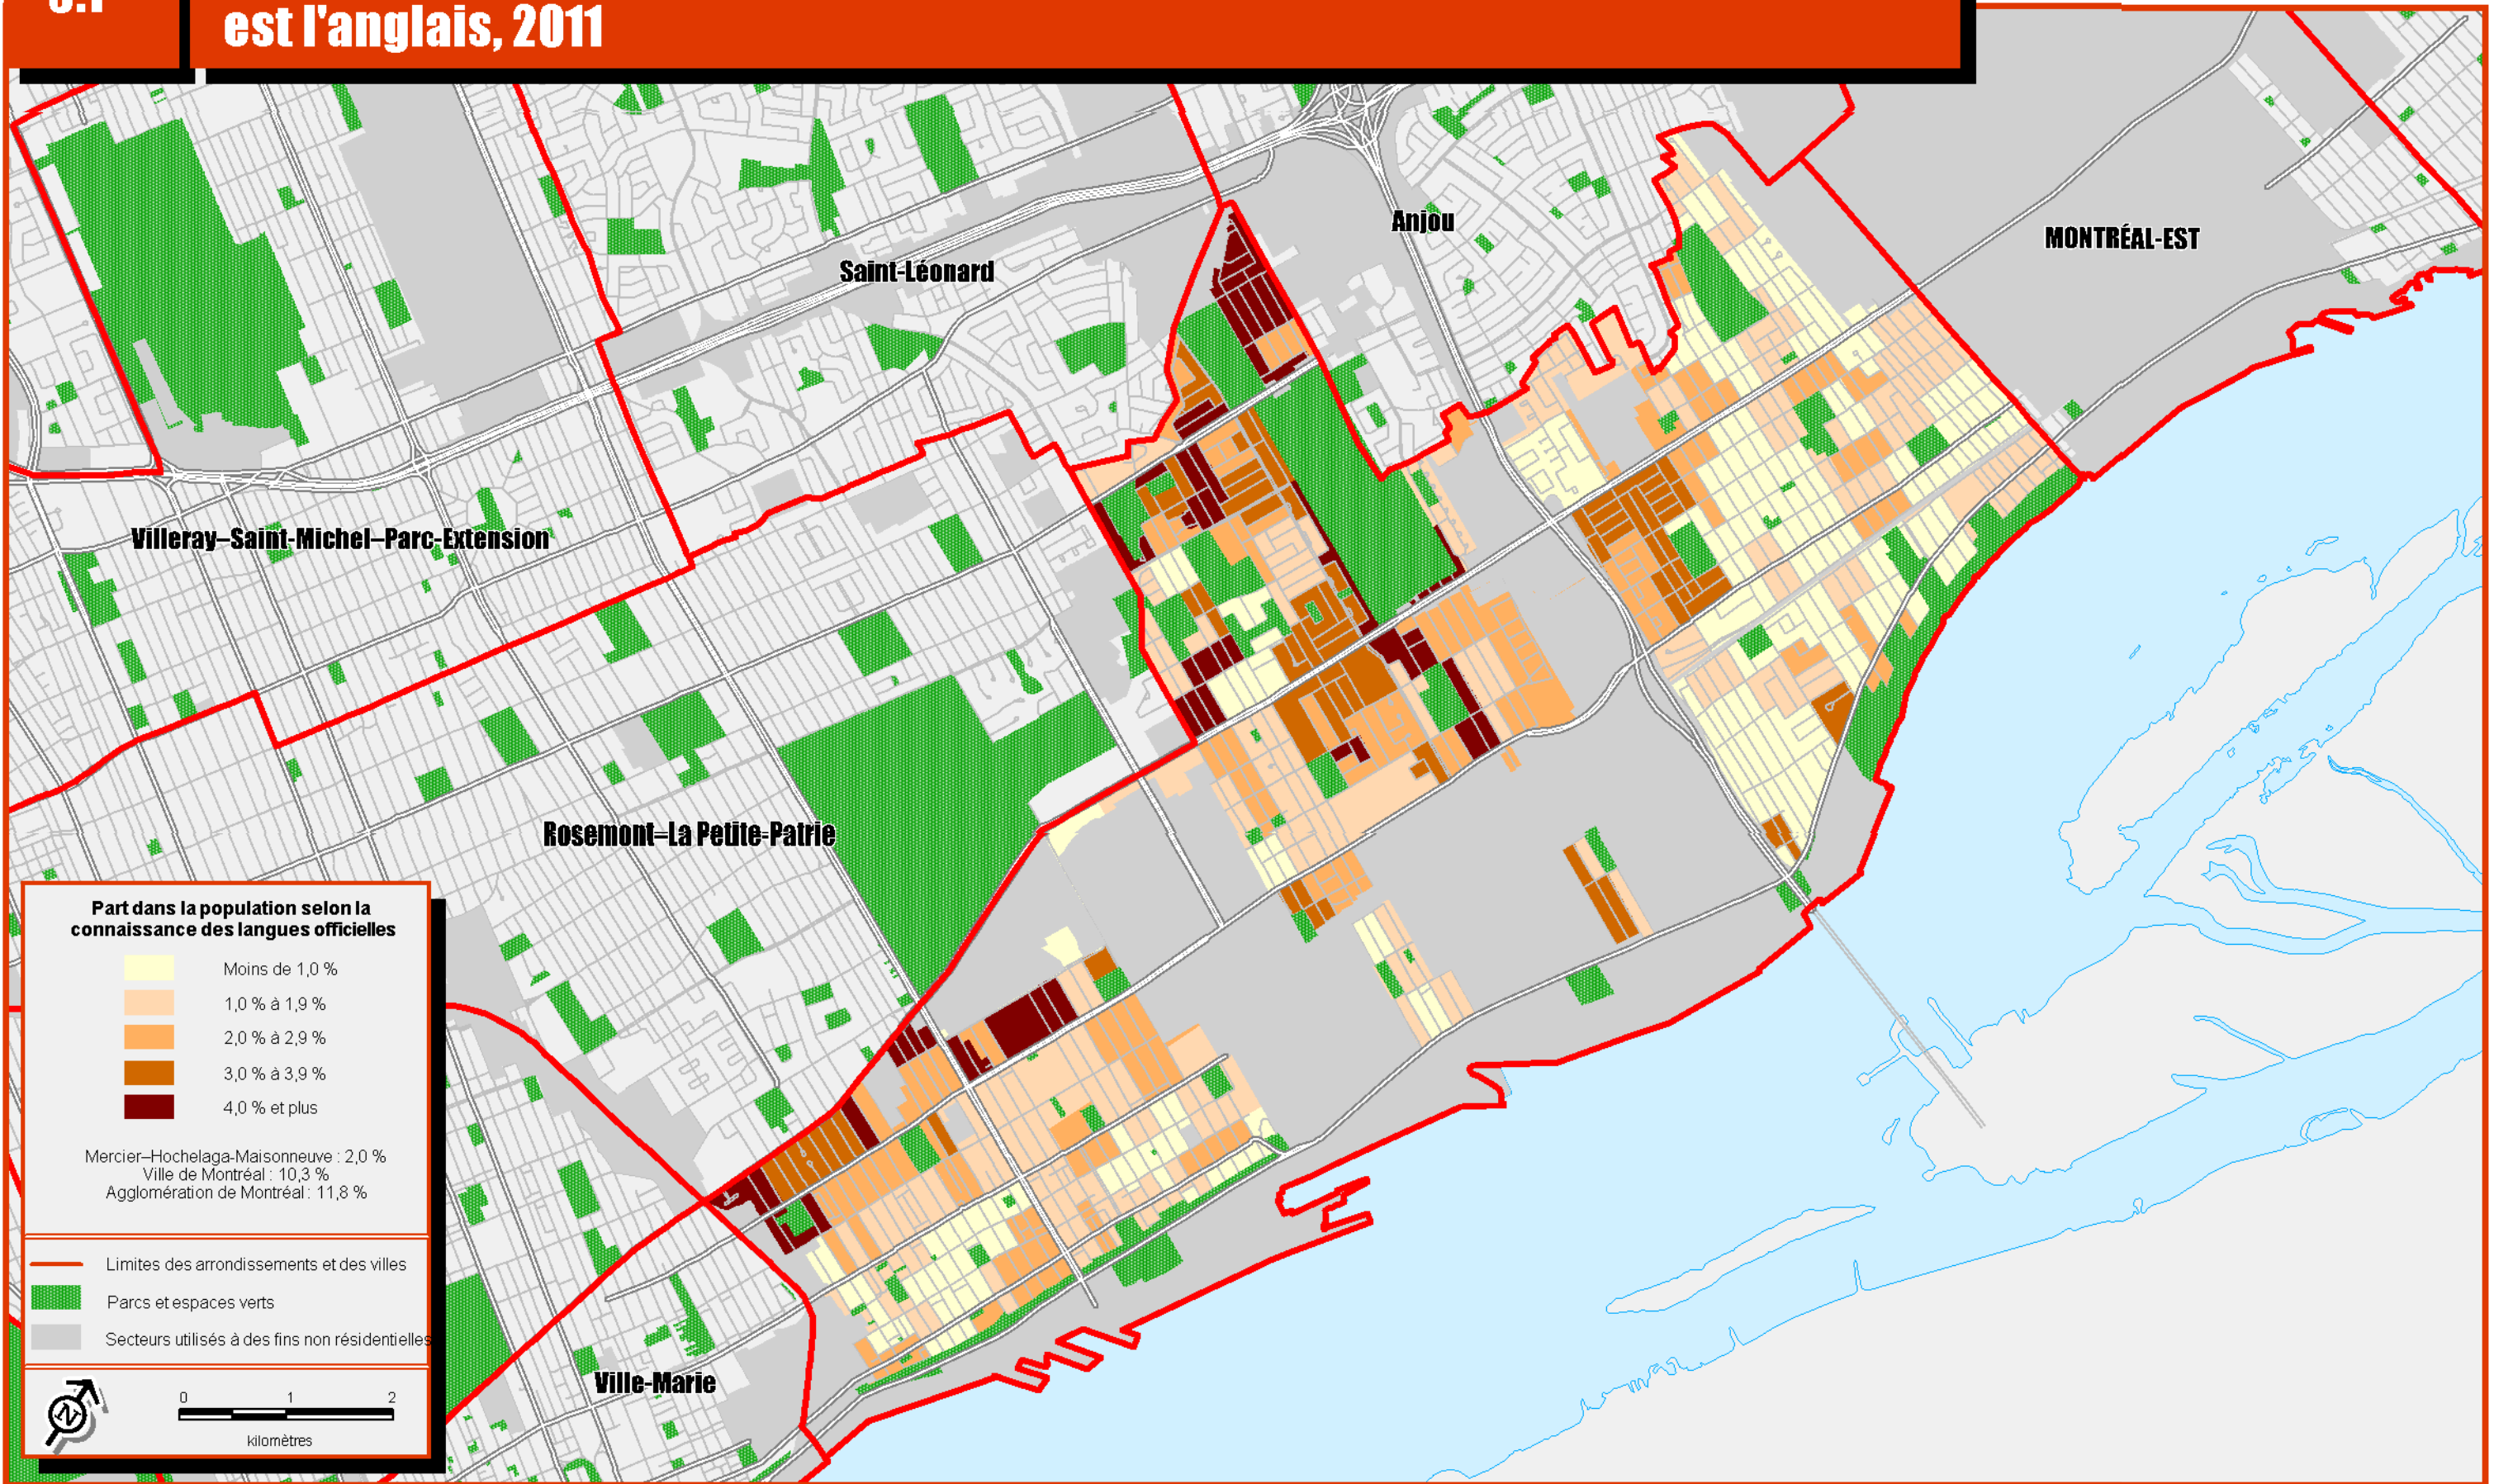 est l'anglais, 2011
Anjou
MONTRÉAL-EST
Saint-Léonard
Villeray–Saint-Michel–Parc-Extension
Rosemont–La Petite-Patrie
Ville-Marie
Part dans la population selon la
connaissance des langues officielles
Moins de 1,0 %
1,0 % à 1,9 %
2,0 % à 2,9 %
3,0 % à 3,9 %
4,0 % et plus
Mercier–Hochelaga-Maisonneuve : 2,0 %
Ville de Montréal : 10,3 %
Agglomération de Montréal : 11,8 %
Limites des arrondissements et des villes
Parcs et espaces verts
Secteurs utilisés à des fins non résidentielles
N
0 1 2
kilomètres